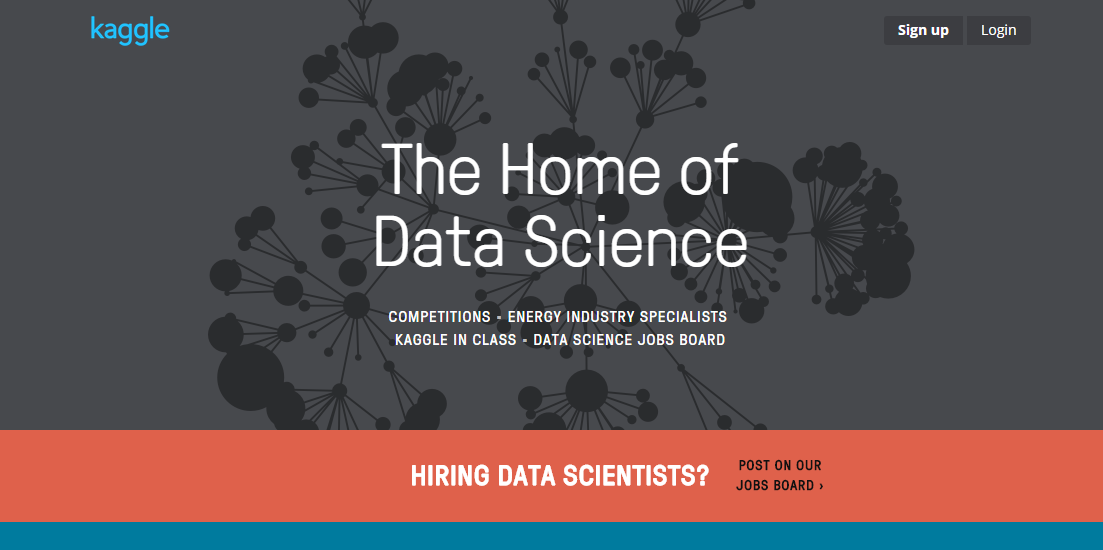 kaggle
Sign up
Login
The Home of
Data Science
COMPETITIONS - ENERGY INDUSTRY SPECIALISTS
KAGGLE IN CLASS - DATA SCIENCE JOBS BOARD
HIRING DATA SCIENTISTS?
POST ON OUR
JOBS BOARD ›